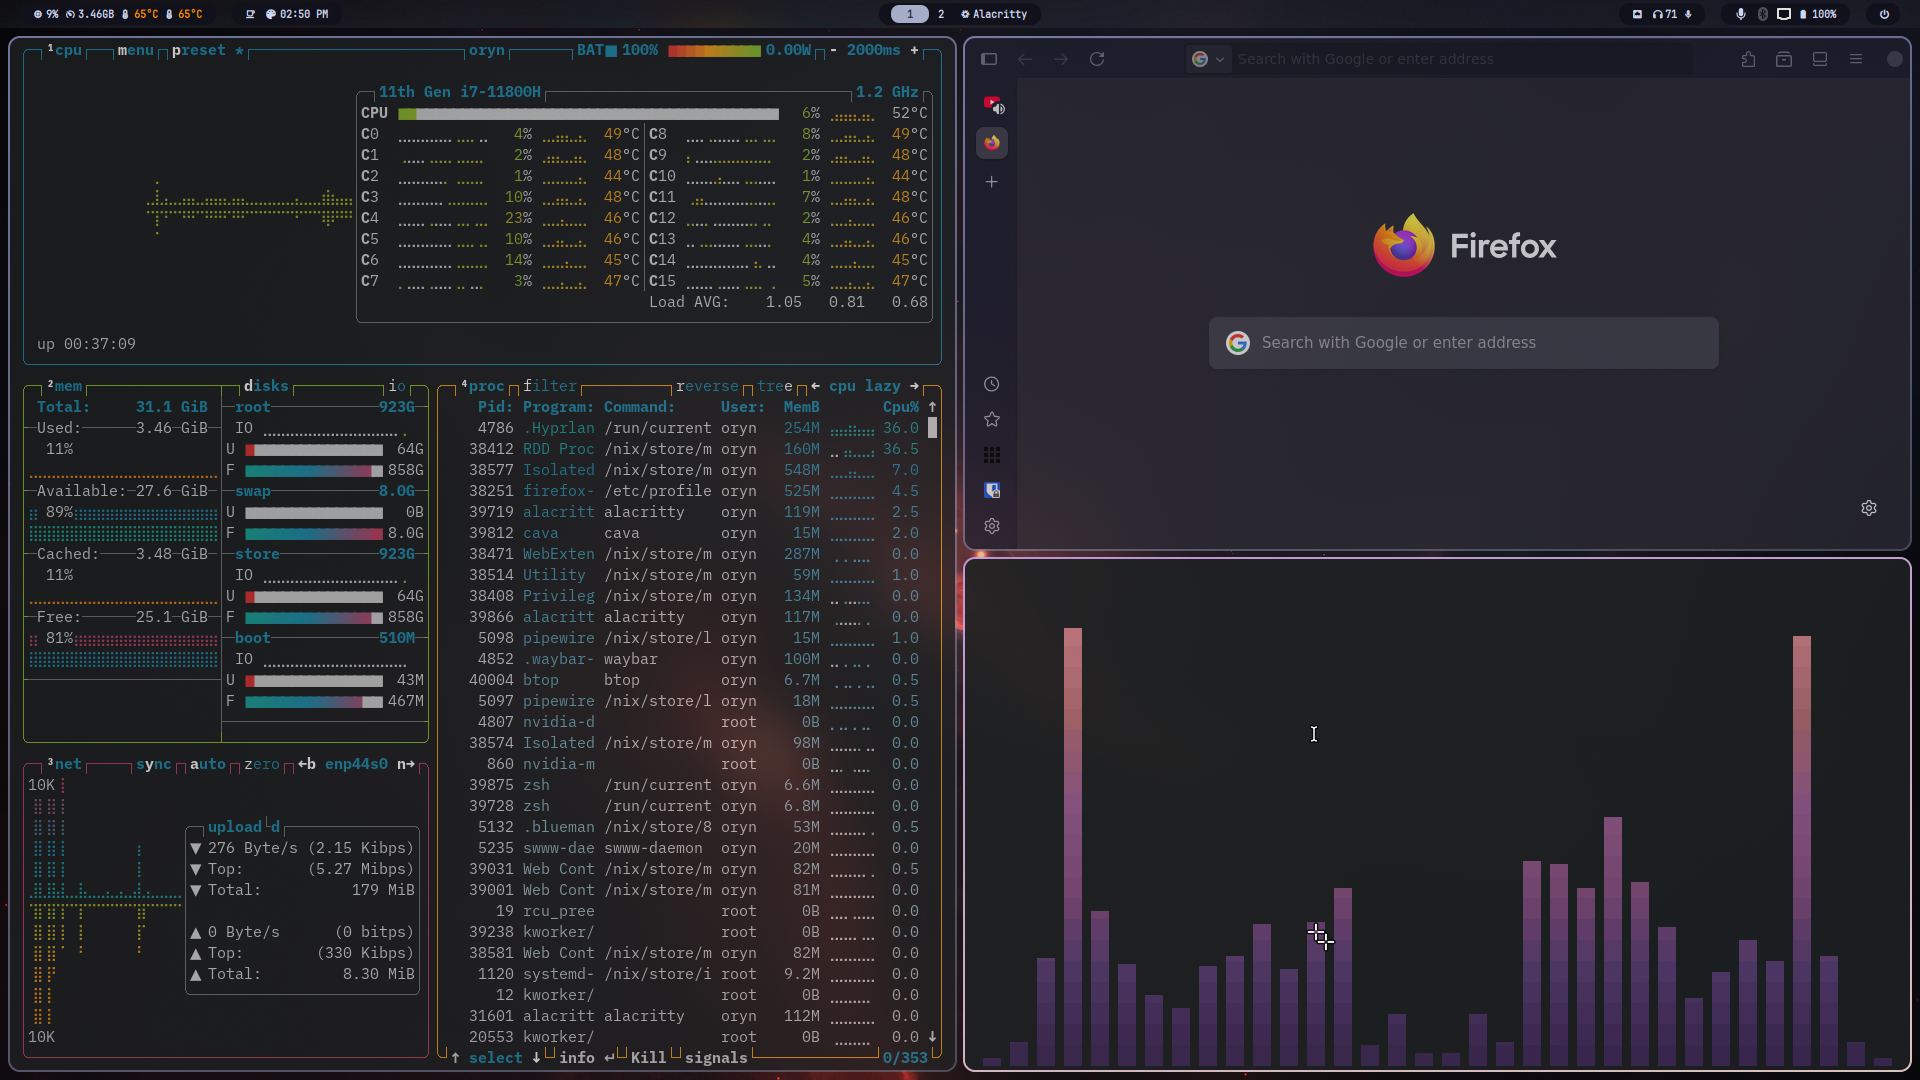 9% 3.46GB 65°C 65°C 02:50 PM 1 2 Alacritty 71 100%
1cpu menu preset * oryn BAT■ 100% 0.00W - 2000ms +
11th Gen i7-11800H 1.2 GHz
CPU 6% 52°C
C0 4% 49°C C8 8% 49°C
C1 2% 48°C C9 2% 48°C
C2 1% 44°C C10 1% 44°C
C3 10% 48°C C11 7% 48°C
C4 23% 46°C C12 2% 46°C
C5 10% 46°C C13 4% 46°C
C6 14% 45°C C14 4% 45°C
C7 3% 47°C C15 5% 47°C
Load AVG: 1.05 0.81 0.68
up 00:37:09
2mem disks io
Total: 31.1 GiB root 923G
Used: 3.46 GiB IO
11% U 64G
F 858G
Available: 27.6 GiB swap 8.0G
89% U 0B
F 8.0G
Cached: 3.48 GiB store 923G
11% IO
U 64G
Free: 25.1 GiB F 858G
81% boot 510M
IO
U 43M
F 467M
3net sync auto zero ←b enp44s0 n→
10K
upload d
▼ 276 Byte/s (2.15 Kibps)
▼ Top: (5.27 Mibps)
▼ Total: 179 MiB
▲ 0 Byte/s (0 bitps)
▲ Top: (330 Kibps)
▲ Total: 8.30 MiB
10K
4proc filter reverse tree ← cpu lazy →
Pid: Program: Command: User: MemB Cpu% ↑
4786 .Hyprlan /run/current oryn 254M 36.0
38412 RDD Proc /nix/store/m oryn 160M 36.5
38577 Isolated /nix/store/m oryn 548M 7.0
38251 firefox- /etc/profile oryn 525M 4.5
39719 alacritt alacritty oryn 119M 2.5
39812 cava cava oryn 15M 2.0
38471 WebExten /nix/store/m oryn 287M 0.0
38514 Utility /nix/store/m oryn 59M 1.0
38408 Privileg /nix/store/m oryn 134M 0.0
39866 alacritt alacritty oryn 117M 0.0
5098 pipewire /nix/store/l oryn 15M 1.0
4852 .waybar- waybar oryn 100M 0.0
40004 btop btop oryn 6.7M 0.5
5097 pipewire /nix/store/l oryn 18M 0.5
4807 nvidia-d root 0B 0.0
38574 Isolated /nix/store/m oryn 98M 0.0
860 nvidia-m root 0B 0.0
39875 zsh /run/current oryn 6.6M 0.0
39728 zsh /run/current oryn 6.8M 0.0
5132 .blueman /nix/store/8 oryn 53M 0.5
5235 swww-dae swww-daemon oryn 20M 0.0
39031 Web Cont /nix/store/m oryn 82M 0.5
39001 Web Cont /nix/store/m oryn 81M 0.0
19 rcu_pree root 0B 0.0
39238 kworker/ root 0B 0.0
38581 Web Cont /nix/store/m oryn 82M 0.0
1120 systemd- /nix/store/i root 9.2M 0.0
12 kworker/ root 0B 0.0
31601 alacritt alacritty oryn 112M 0.0
20553 kworker/ root 0B 0.0 ↓
↑ select ↓ info ↵ Kill signals 0/353
Search with Google or enter address
Firefox
Search with Google or enter address